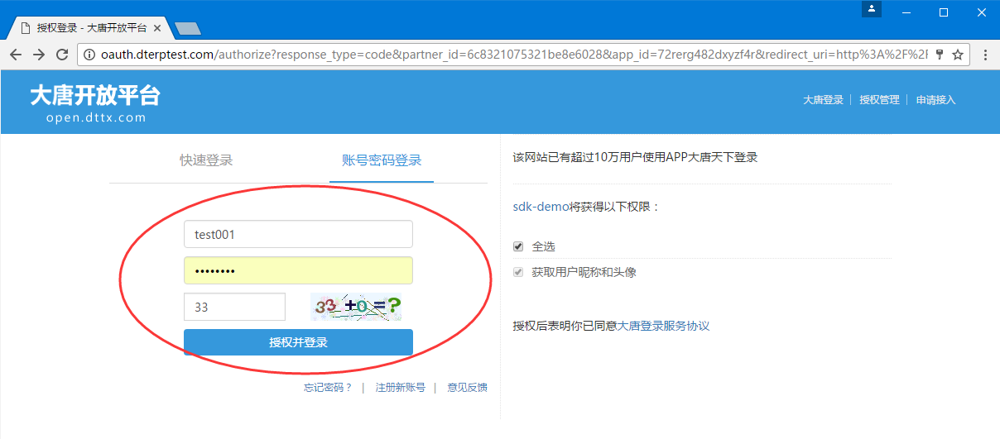 授权登录 - 大唐开放平台
oauth.dterptest.com/authorize?response_type=code&partner_id=6c8321075321be8e6028&app_id=72rerg482dxyzf4r&redirect_uri=http%3A%2F%2F
大唐开放平台
open.dttx.com
大唐登录 | 授权管理 | 申请接入
快速登录
账号密码登录
test001
••••••••
33
33 +0=?
授权并登录
忘记密码？ | 注册新账号 | 意见反馈
该网站已有超过10万用户使用APP大唐天下登录
sdk-demo将获得以下权限：
全选
获取用户昵称和头像
授权后表明你已同意大唐登录服务协议